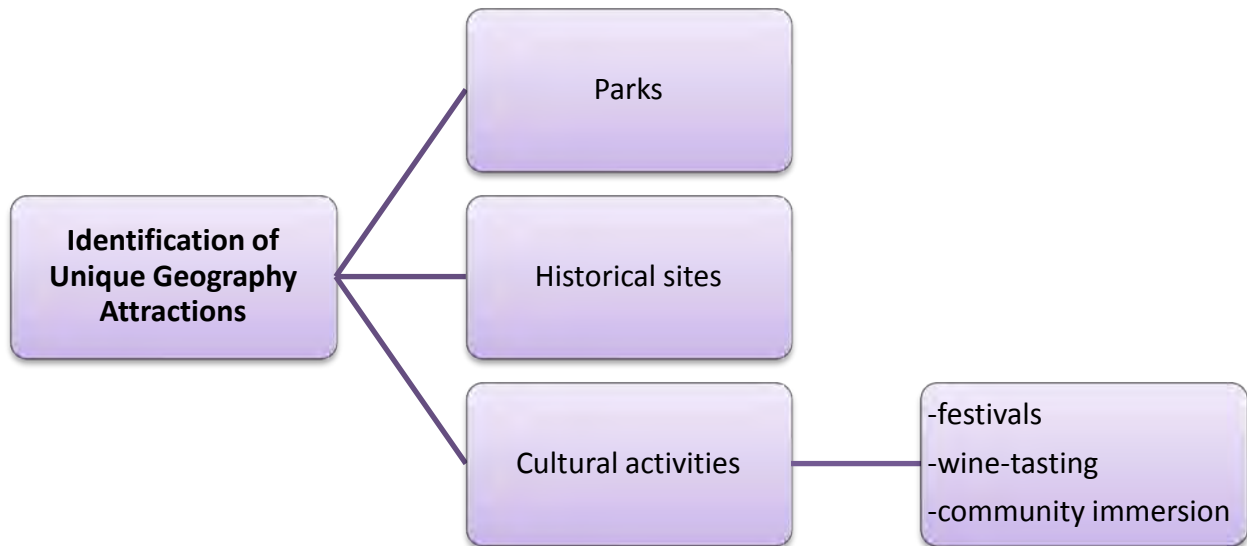 Parks
Identification of
Unique Geography
Attractions
Historical sites
Cultural activities
-festivals
-wine-tasting
-community immersion